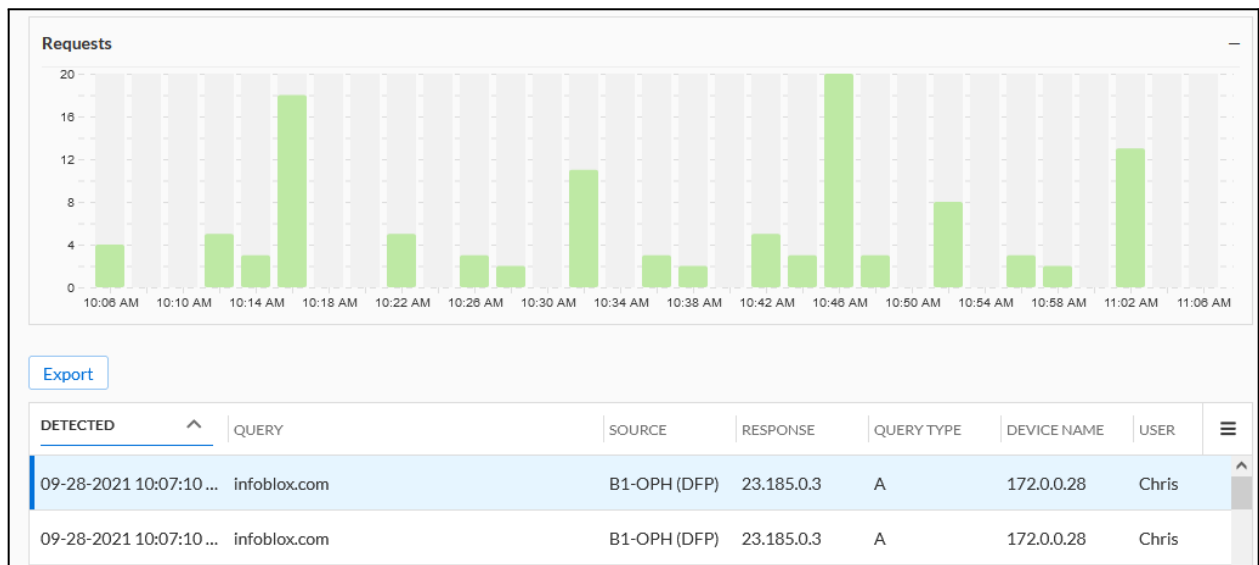 Requests
–
20
16
12
8
4
0
10:06 AM 10:10 AM 10:14 AM 10:18 AM 10:22 AM 10:26 AM 10:30 AM 10:34 AM 10:38 AM 10:42 AM 10:46 AM 10:50 AM 10:54 AM 10:58 AM 11:02 AM 11:06 AM
Export
DETECTED QUERY SOURCE RESPONSE QUERY TYPE DEVICE NAME USER
09-28-2021 10:07:10 ... infoblox.com B1-OPH (DFP) 23.185.0.3 A 172.0.0.28 Chris
09-28-2021 10:07:10 ... infoblox.com B1-OPH (DFP) 23.185.0.3 A 172.0.0.28 Chris